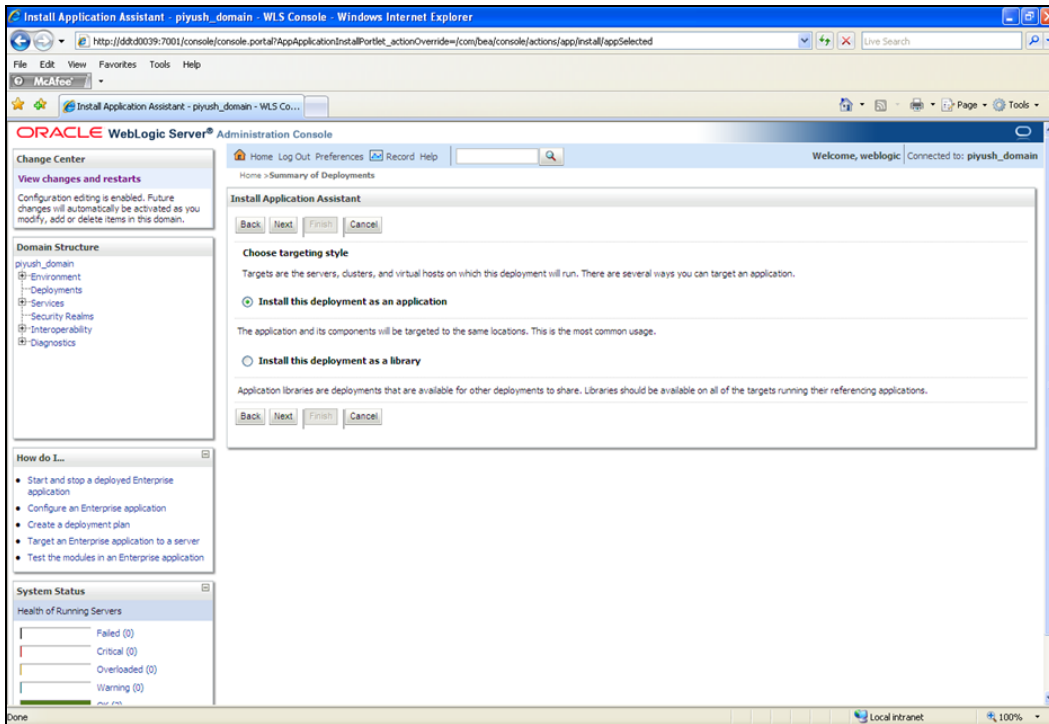 Install Application Assistant - piyush_domain - WLS Console - Windows Internet Explorer
http://ddtd0039:7001/console/console.portal?AppApplicationInstallPortlet_actionOverride=/com/bea/console/actions/app/install/appSelected
Live Search
File Edit View Favorites Tools Help
McAfee
Install Application Assistant - piyush_domain - WLS Co...
Page Tools
ORACLE WebLogic Server® Administration Console
Change Center
View changes and restarts
Configuration editing is enabled. Future
changes will automatically be activated as you
modify, add or delete items in this domain.
Domain Structure
piyush_domain
Environment
Deployments
Services
Security Realms
Interoperability
Diagnostics
How do I...
Start and stop a deployed Enterprise
application
Configure an Enterprise application
Create a deployment plan
Target an Enterprise application to a server
Test the modules in an Enterprise application
System Status
Health of Running Servers
Failed (0)
Critical (0)
Overloaded (0)
Warning (0)
Home Log Out Preferences Record Help
Welcome, weblogic Connected to: piyush_domain
Home >Summary of Deployments
Install Application Assistant
Back Next Finish Cancel
Choose targeting style
Targets are the servers, clusters, and virtual hosts on which this deployment will run. There are several ways you can target an application.
Install this deployment as an application
The application and its components will be targeted to the same locations. This is the most common usage.
Install this deployment as a library
Application libraries are deployments that are available for other deployments to share. Libraries should be available on all of the targets running their referencing applications.
Back Next Finish Cancel
Done
Local intranet
100%